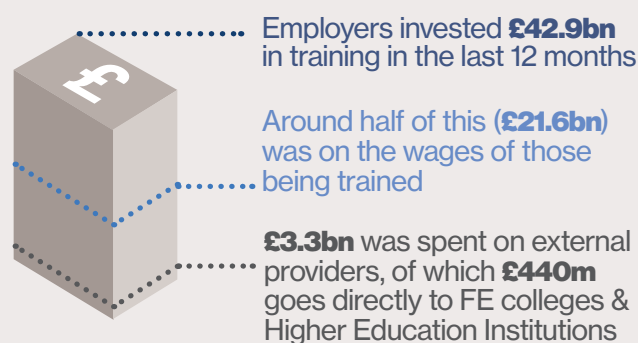 £
Employers invested £42.9bn
in training in the last 12 months
Around half of this (£21.6bn)
was on the wages of those
being trained
£3.3bn was spent on external
providers, of which £440m
goes directly to FE colleges &
Higher Education Institutions